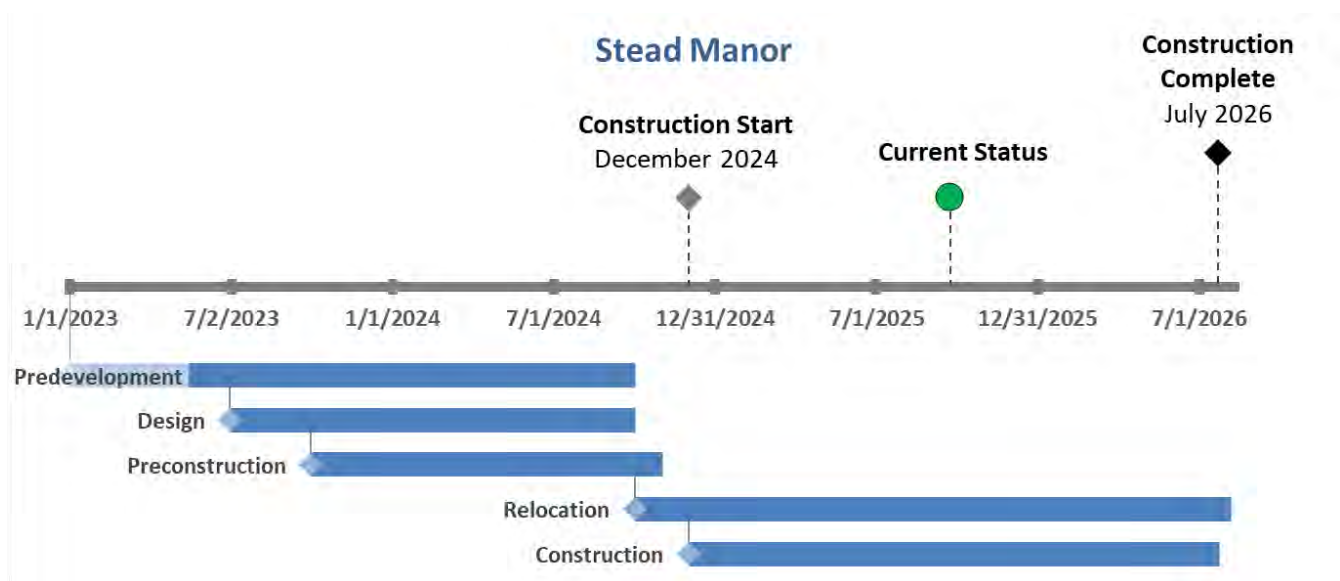 Stead Manor
Construction
Complete
July 2026
Construction Start
December 2024
Current Status
1/1/2023 7/2/2023 1/1/2024 7/1/2024 12/31/2024 7/1/2025 12/31/2025 7/1/2026
Predevelopment
Design
Preconstruction
Relocation
Construction